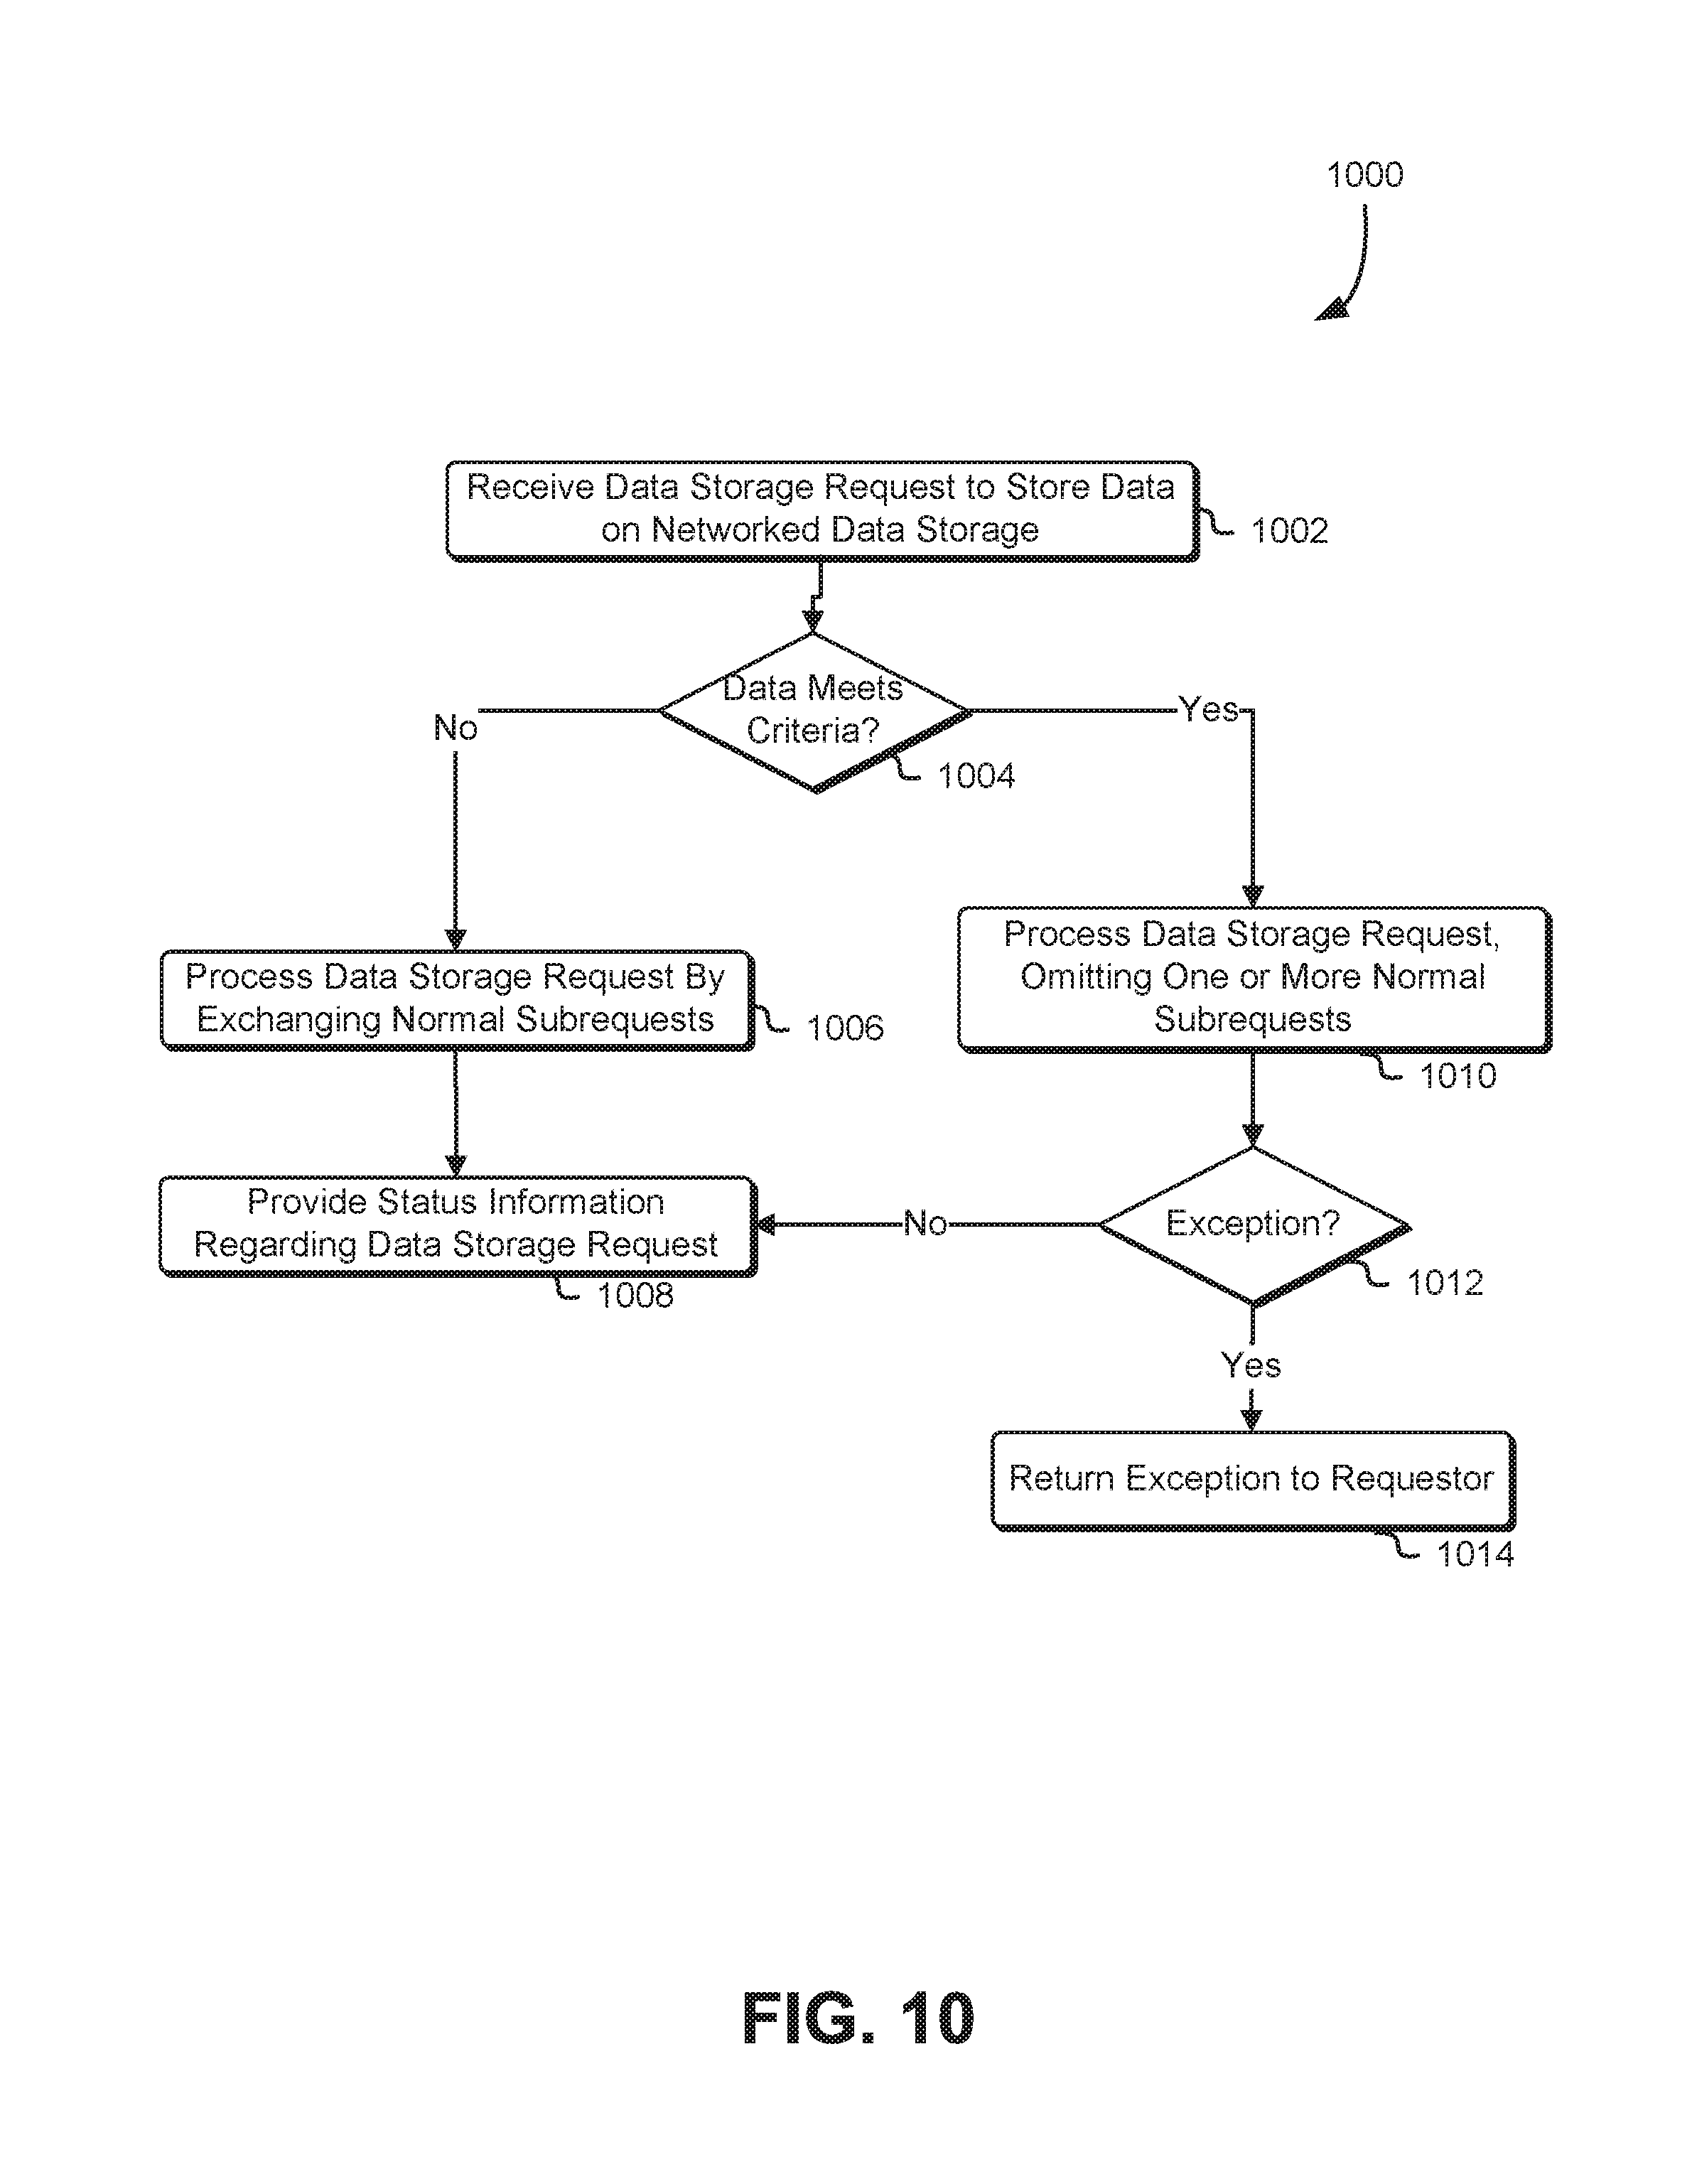 1000
Receive Data Storage Request to Store Data
on Networked Data Storage
1002
Data Meets
Criteria?
1004
No
Yes
Process Data Storage Request By
Exchanging Normal Subrequests
1006
Process Data Storage Request,
Omitting One or More Normal
Subrequests
1010
Provide Status Information
Regarding Data Storage Request
1008
No
Exception?
1012
Yes
Return Exception to Requestor
1014
FIG. 10